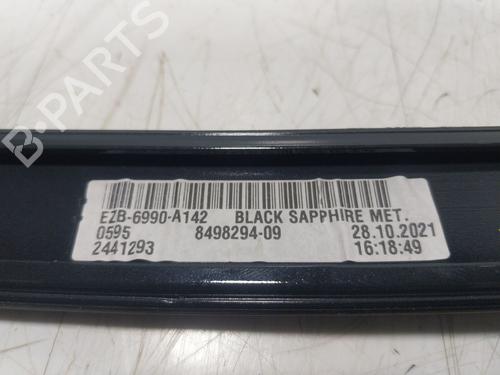 EZB-6990-A142 BLACK SAPPHIRE MET.
0595 8498294-09 28.10.2021
2441293 16:18:49
B-PARTS